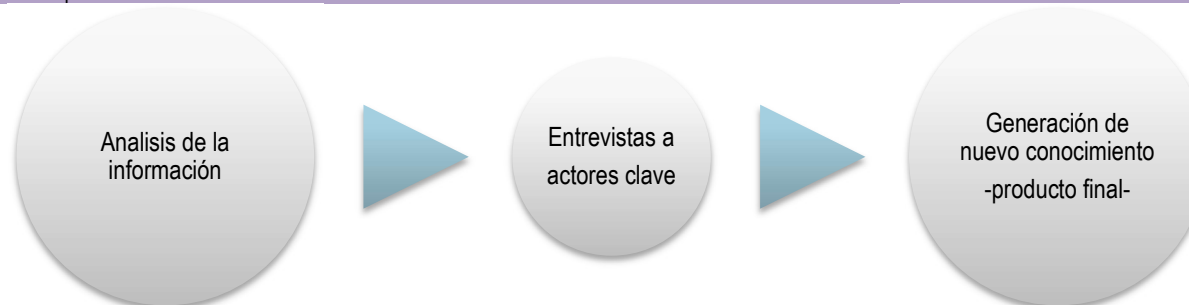 Analisis de la
información
Entrevistas a
actores clave
Generación de
nuevo conocimiento
-producto final-